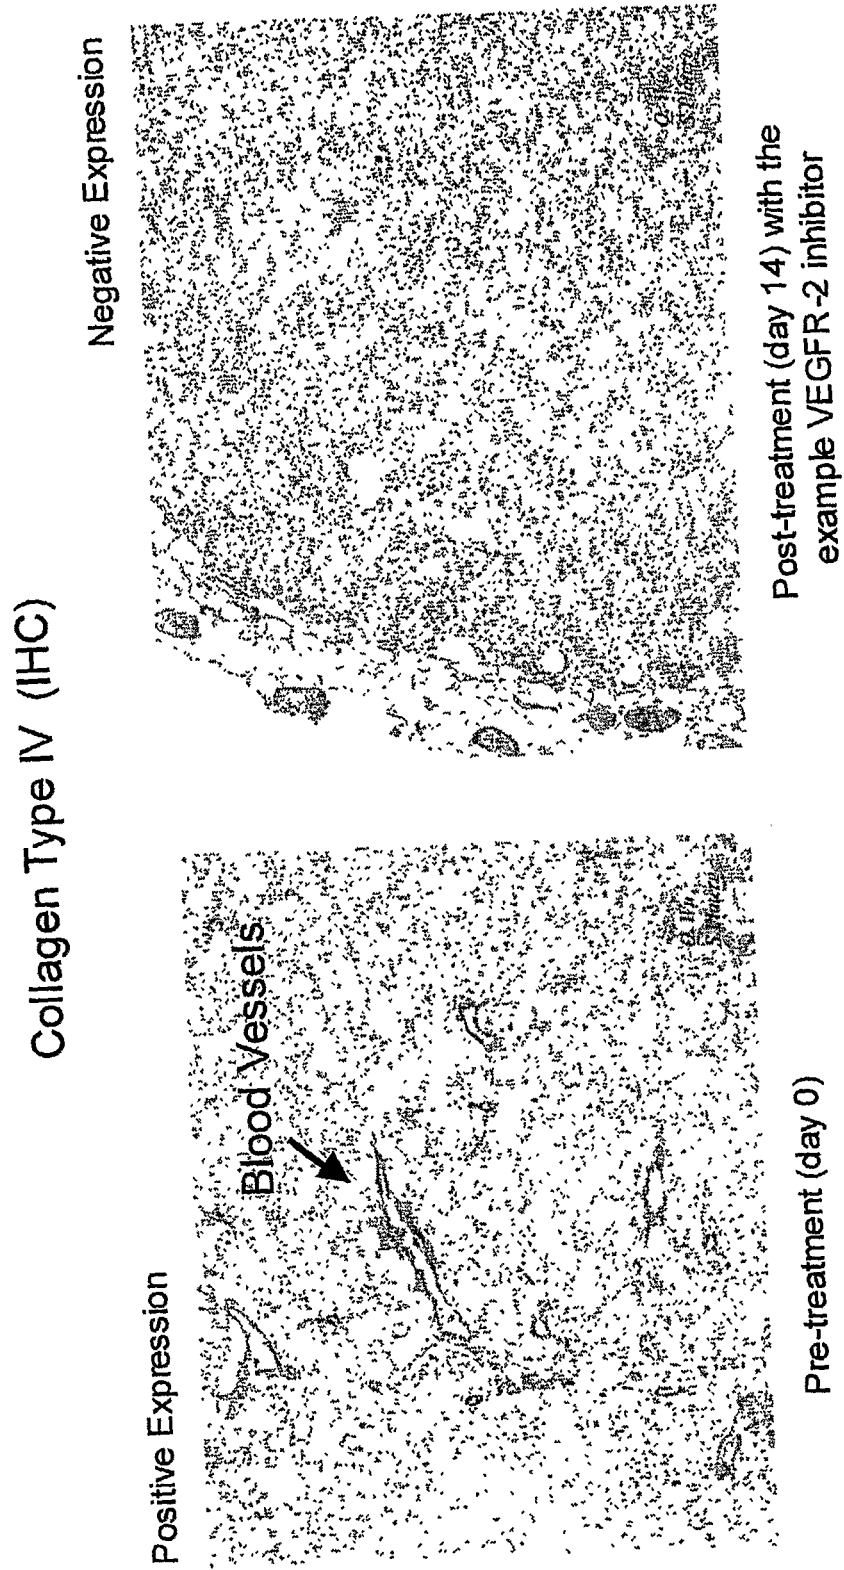 Collagen Type IV (IHC)
Positive Expression
Negative Expression
Blood Vessels
Pre-treatment (day 0)
Post-treatment (day 14) with the
example VEGFR-2 inhibitor